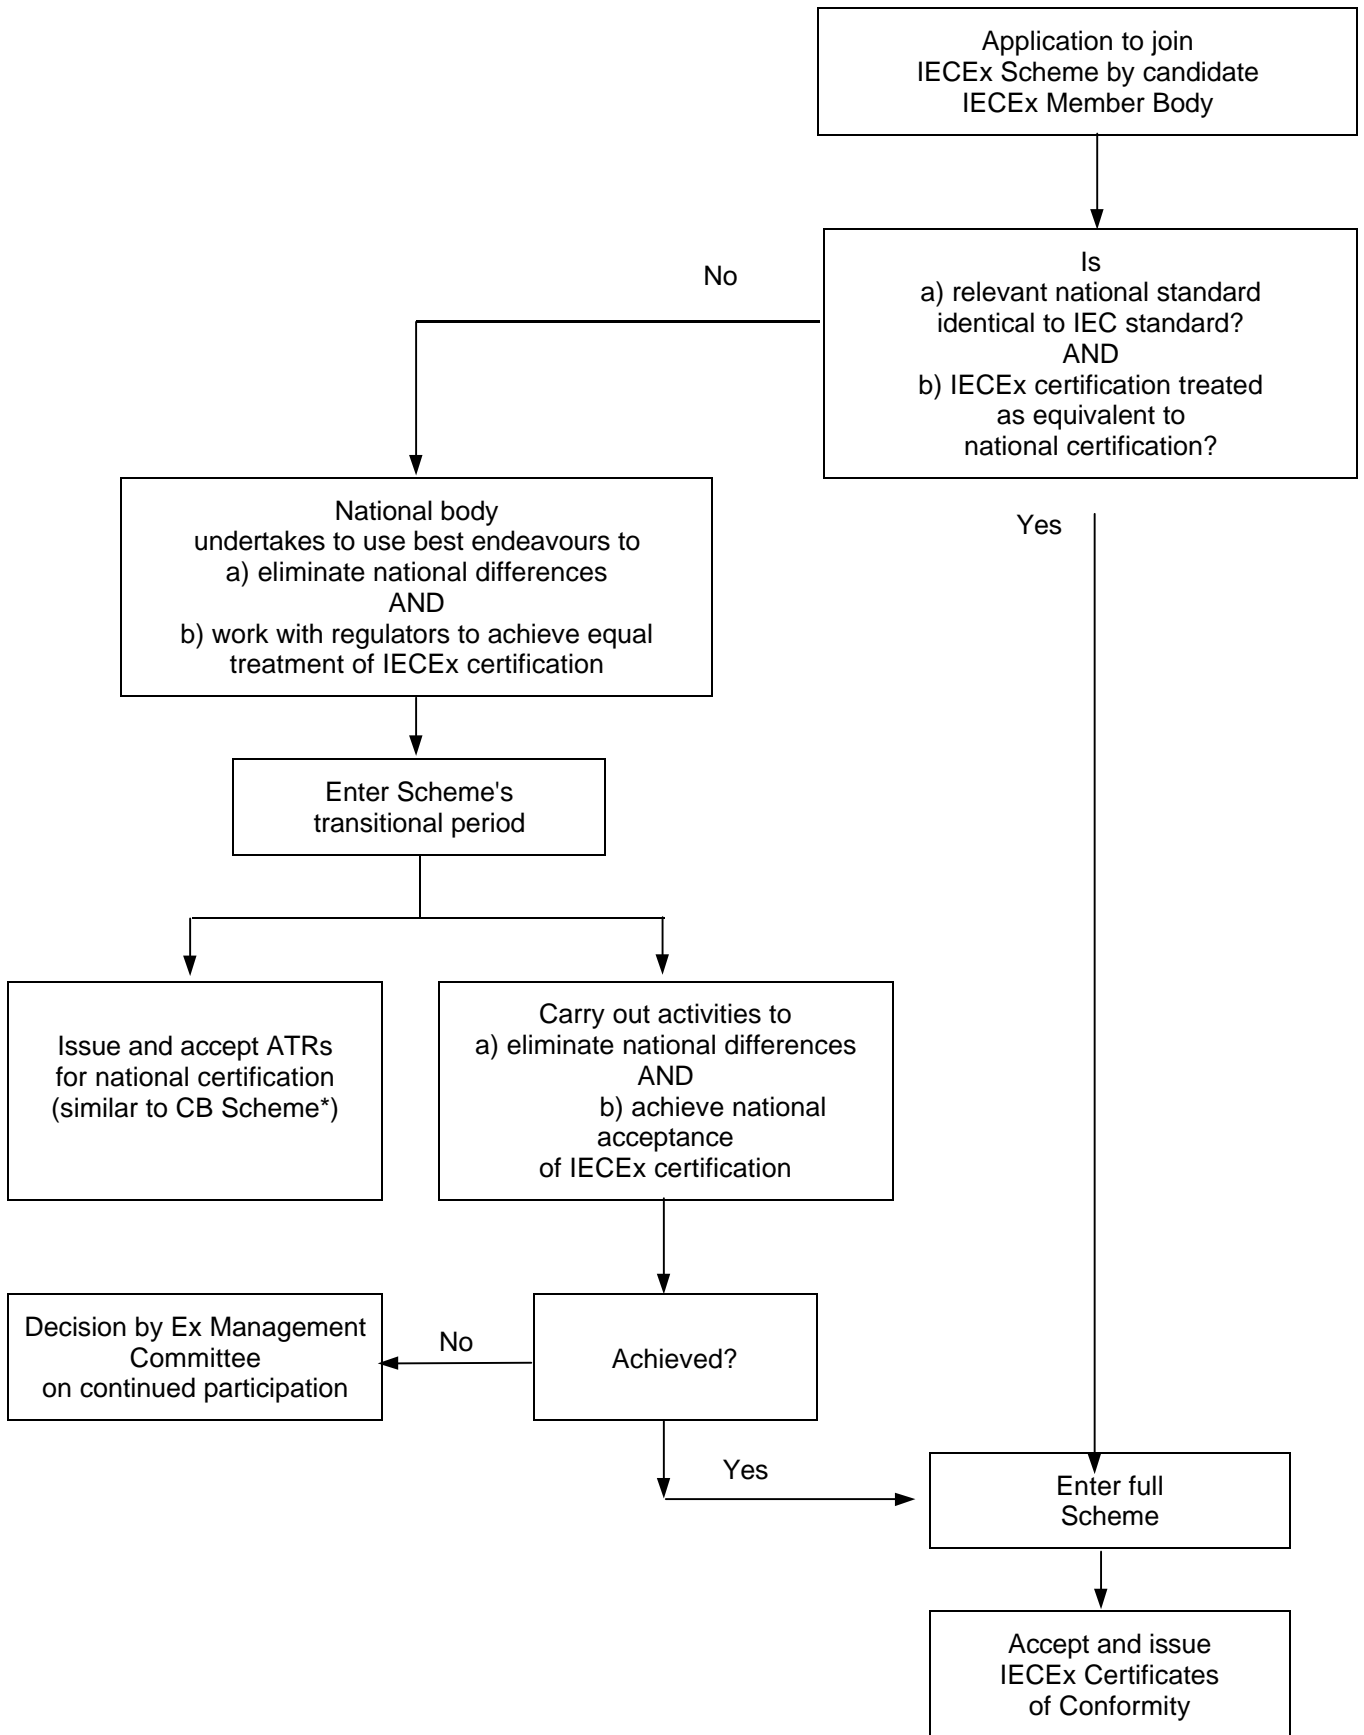 Application to join
IECEx Scheme by candidate
IECEx Member Body
Is
a) relevant national standard
identical to IEC standard?
AND
b) IECEx certification treated
as equivalent to
national certification?
No
Yes
National body
undertakes to use best endeavours to
a) eliminate national differences
AND
b) work with regulators to achieve equal
treatment of IECEx certification
Enter Scheme's
transitional period
Issue and accept ATRs
for national certification
(similar to CB Scheme*)
Carry out activities to
a) eliminate national differences
AND
b) achieve national
acceptance
of IECEx certification
Achieved?
No
Decision by Ex Management
Committee
on continued participation
Yes
Enter full
Scheme
Accept and issue
IECEx Certificates
of Conformity